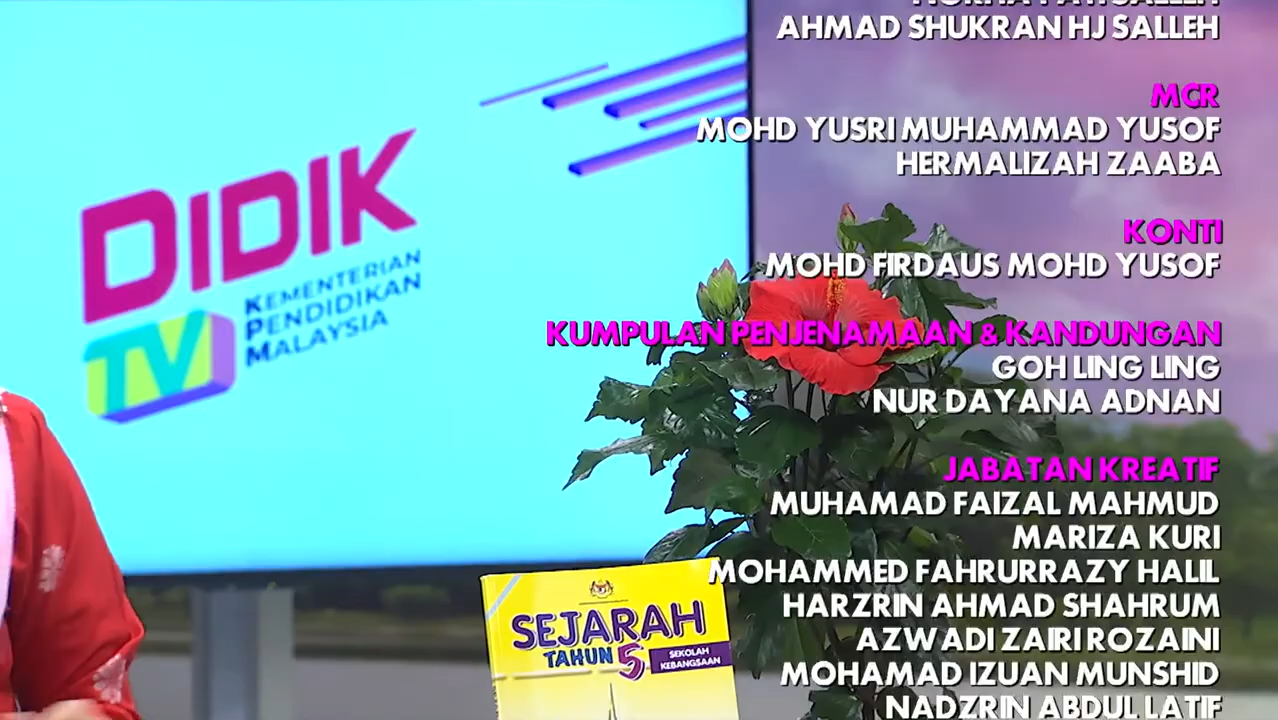 DIDIK
TV
KEMENTERIAN
PENDIDIKAN
MALAYSIA
SEJARAH
TAHUN 5
SEKOLAH
KEBANGSAAN
AHMAD SHUKRAN HJ SALLEH
MCR
MOHD YUSRI MUHAMMAD YUSOF
HERMALIZAH ZAABA
KONTI
MOHD FIRDAUS MOHD YUSOF
KUMPULAN PENJENAMAAN & KANDUNGAN
GOH LING LING
NUR DAYANA ADNAN
JABATAN KREATIF
MUHAMAD FAIZAL MAHMUD
MARIZA KURI
MOHAMMED FAHRURRAZY HALIL
HARZRIN AHMAD SHAHRUM
AZWADI ZAIRI ROZAINI
MOHAMAD IZUAN MUNSHID
NADZRIN ABDUL LATIF